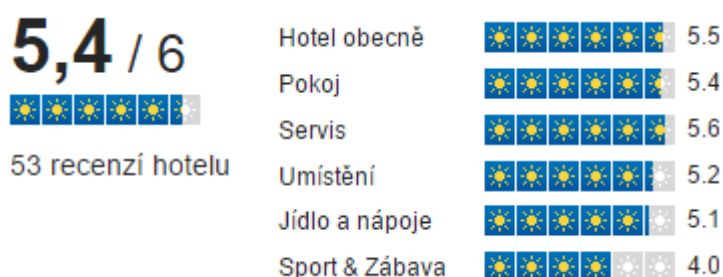 5,4 / 6
53 recenzí hotelu
Hotel obecně 5.5
Pokoj 5.4
Servis 5.6
Umístění 5.2
Jídlo a nápoje 5.1
Sport & Zábava 4.0